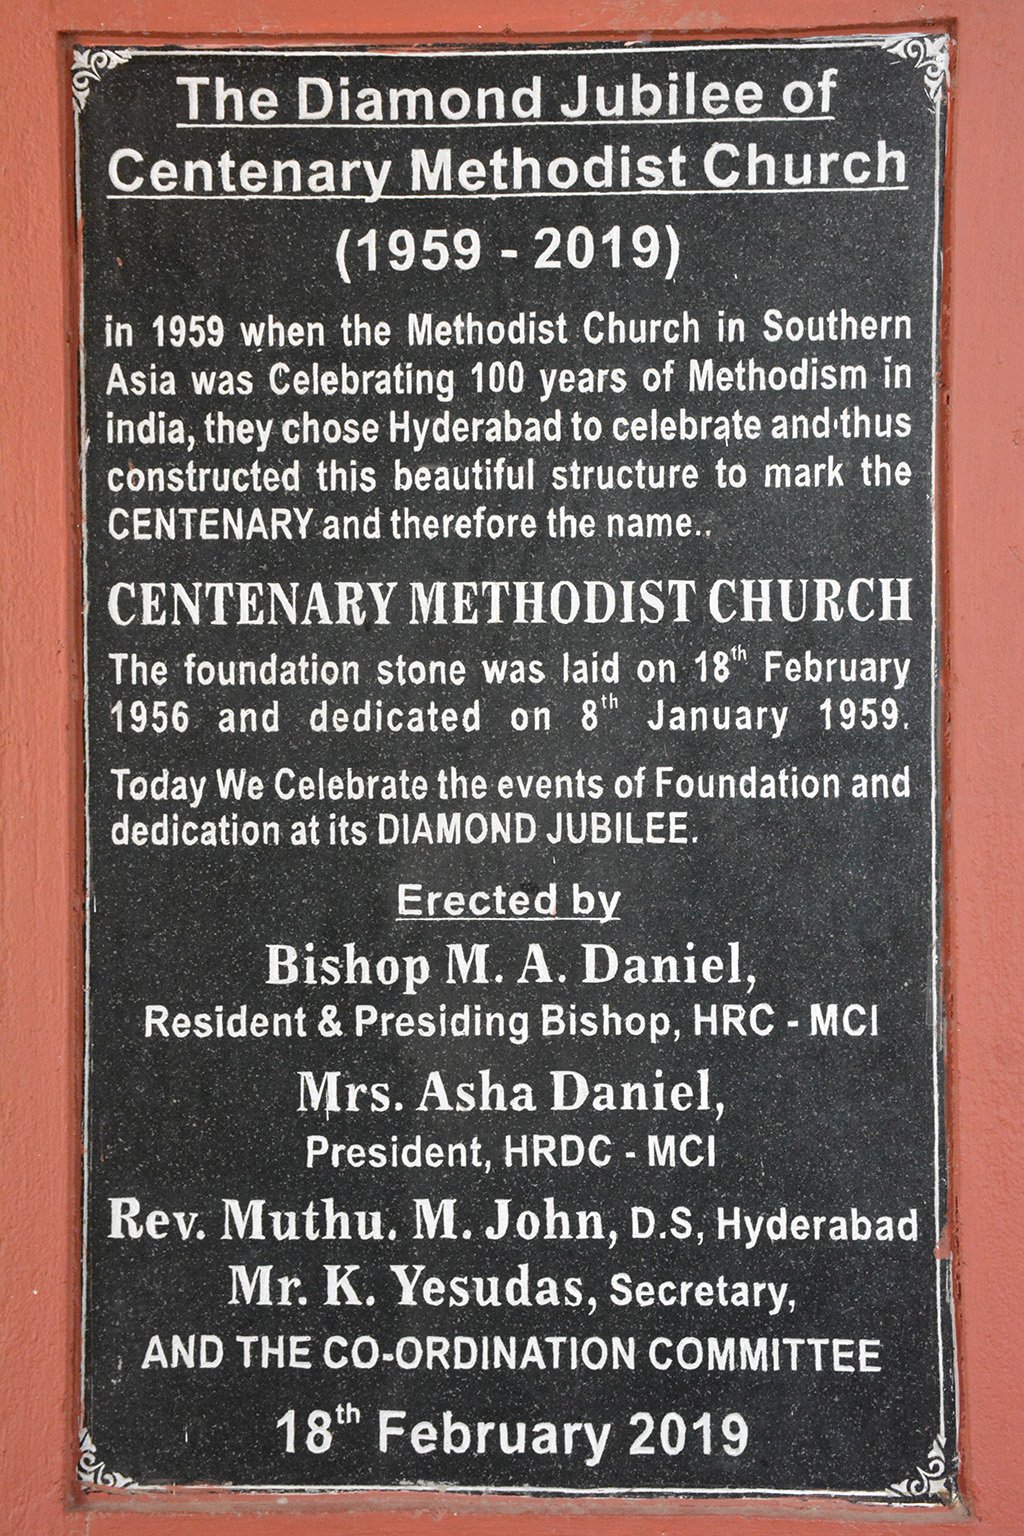 The Diamond Jubilee of
Centenary Methodist Church
(1959 - 2019)
in 1959 when the Methodist Church in Southern
Asia was Celebrating 100 years of Methodism in
india, they chose Hyderabad to celebrate and thus
constructed this beautiful structure to mark the
CENTENARY and therefore the name..
CENTENARY METHODIST CHURCH
The foundation stone was laid on 18th February
1956 and dedicated on 8th January 1959.
Today We Celebrate the events of Foundation and
dedication at its DIAMOND JUBILEE.
Erected by
Bishop M. A. Daniel,
Resident & Presiding Bishop, HRC - MCI
Mrs. Asha Daniel,
President, HRDC - MCI
Rev. Muthu. M. John, D.S, Hyderabad
Mr. K. Yesudas, Secretary,
AND THE CO-ORDINATION COMMITTEE
18th February 2019